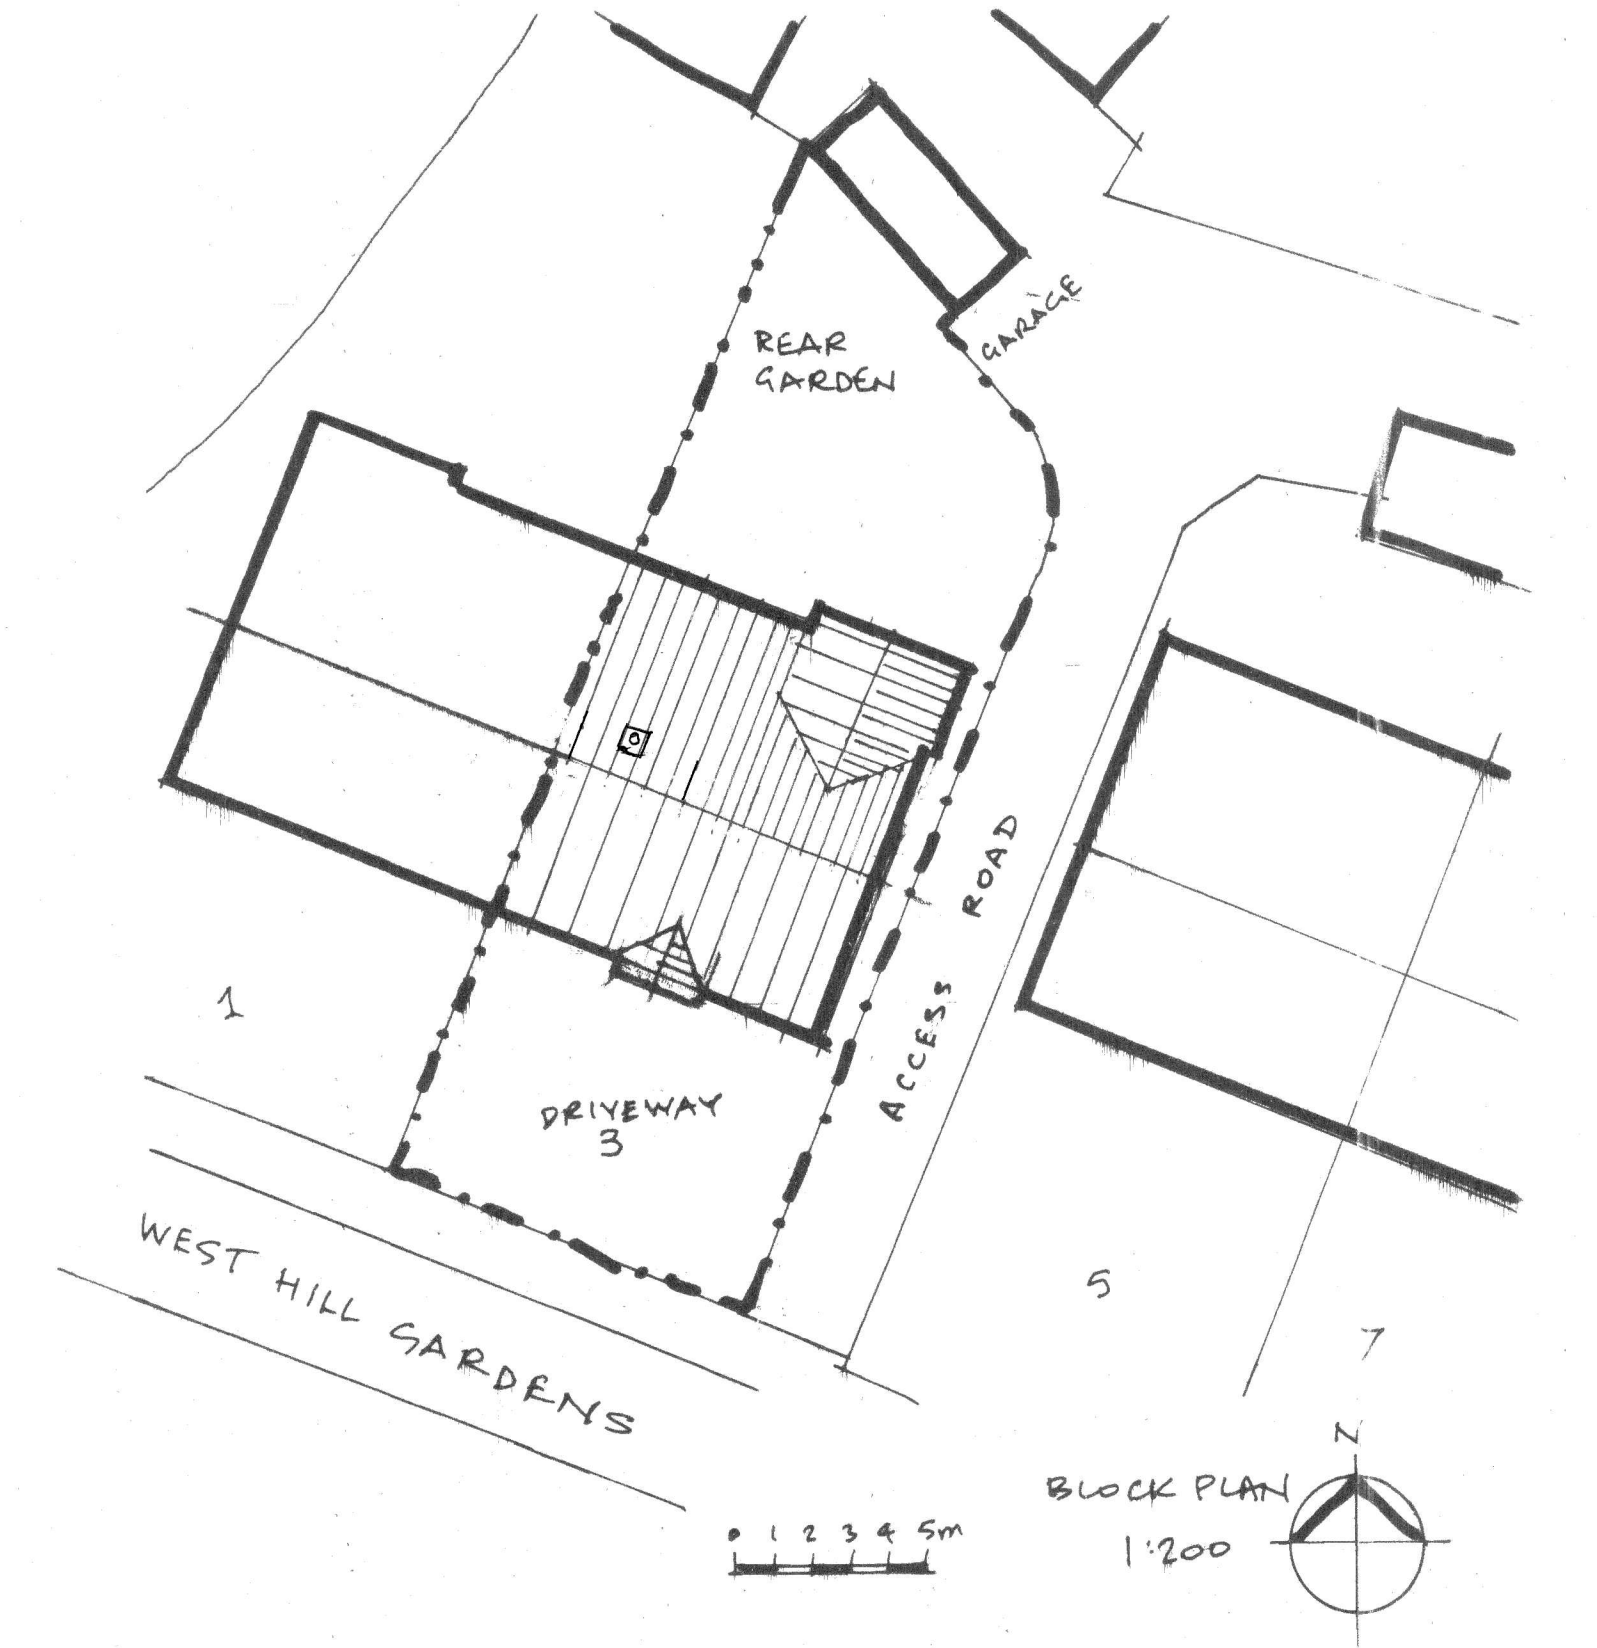 GARAGE
REAR
GARDEN
ACCESS ROAD
1
DRIVEWAY
3
WEST HILL GARDENS
5
7
N
BLOCK PLAN
1:200
0 1 2 3 4 5m